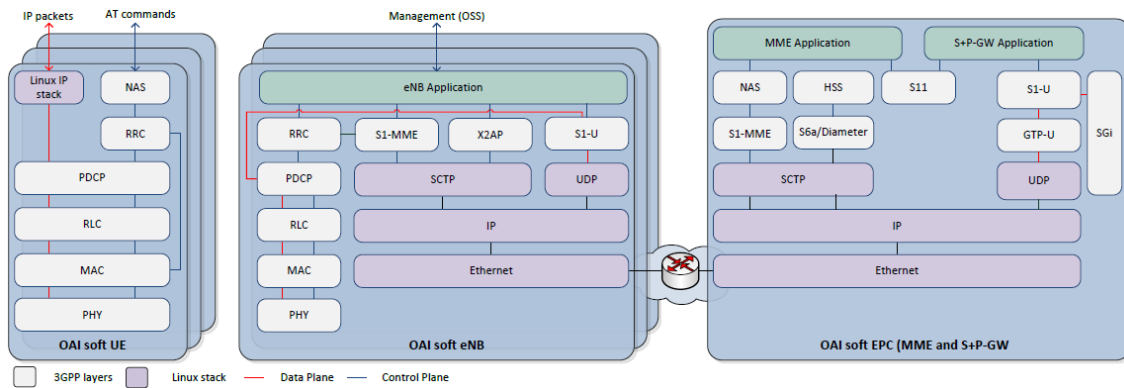 IP packets
AT commands
Management (OSS)
Linux IP
stack
NAS
RRC
PDCP
RLC
MAC
PHY
OAI soft UE
eNB Application
RRC
S1-MME
X2AP
S1-U
PDCP
SCTP
UDP
RLC
IP
MAC
Ethernet
PHY
OAI soft eNB
MME Application
S+P-GW Application
NAS
HSS
S11
S1-U
S1-MME
S6a/Diameter
GTP-U
SGi
SCTP
UDP
IP
Ethernet
OAI soft EPC (MME and S+P-GW
3GPP layers
Linux stack
Data Plane
Control Plane